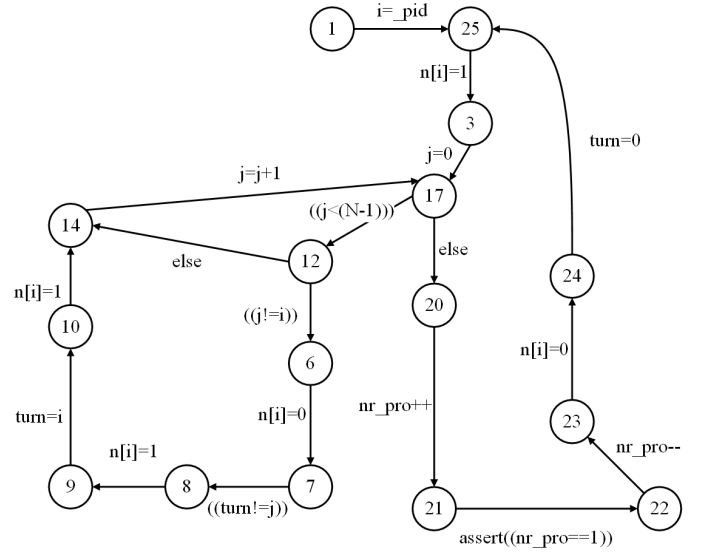 i=_pid
1
25
n[i]=1
3
turn=0
j=0
j=j+1
17
((j<(N-1)))
14
12
else
else
24
n[i]=1
20
((j!=i))
10
6
n[i]=0
nr_pro++
n[i]=0
turn=i
23
n[i]=1
nr_pro--
9
8
7
((turn!=j))
21
22
assert((nr_pro==1))